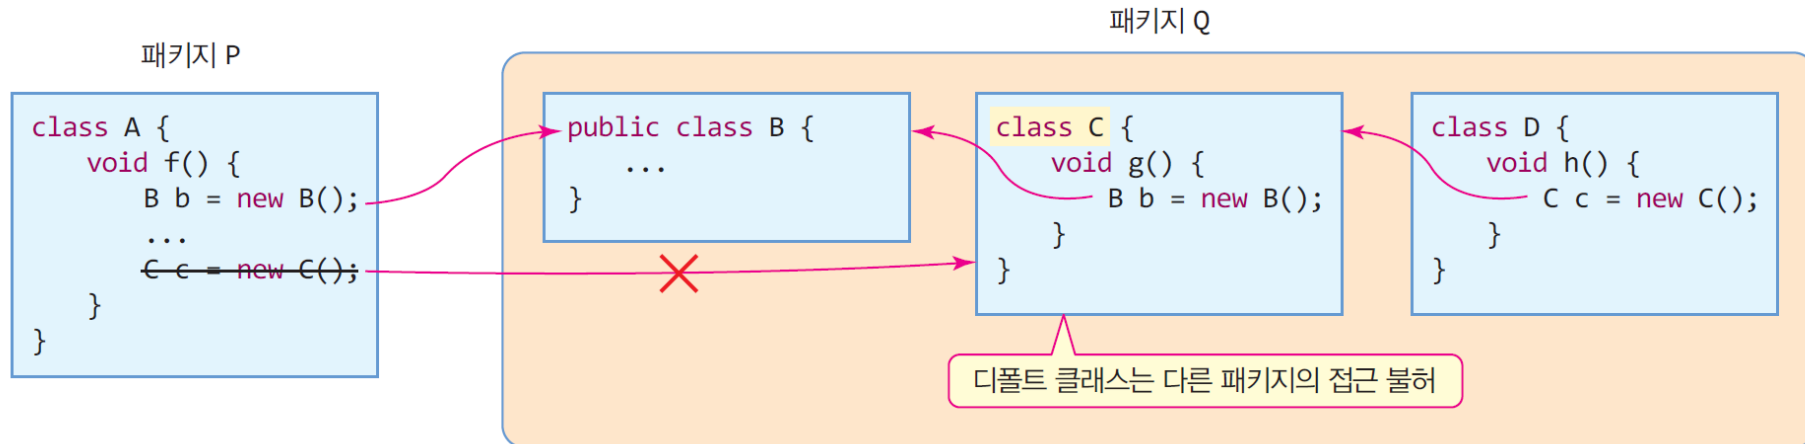 패키지 P
class A {
void f() {
B b = new B();
...
C c = new C();
}
}
패키지 Q
public class B {
...
}
class C {
void g() {
B b = new B();
}
}
class D {
void h() {
C c = new C();
}
}
디폴트 클래스는 다른 패키지의 접근 불허